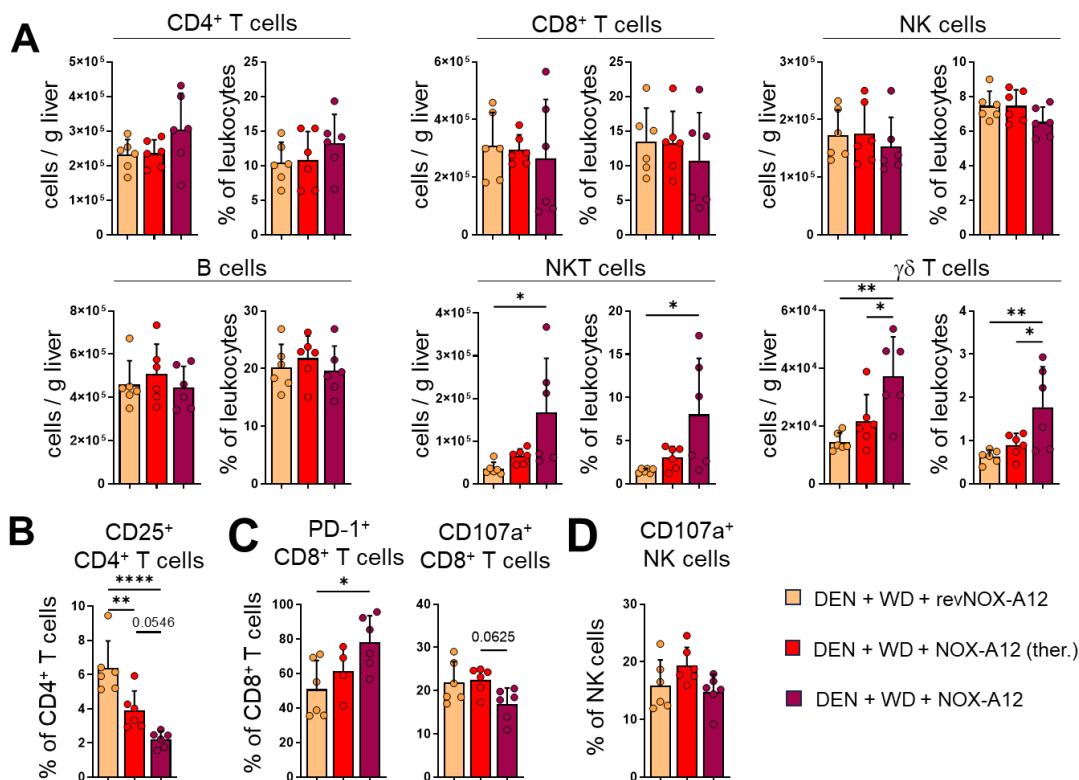 A
CD4⁺ T cells
CD8⁺ T cells
NK cells
cells / g liver
5×10⁵
4×10⁵
3×10⁵
2×10⁵
1×10⁵
0
% of leukocytes
25
20
15
10
5
0
cells / g liver
6×10⁵
4×10⁵
2×10⁵
0
% of leukocytes
25
20
15
10
5
0
cells / g liver
3×10⁵
2×10⁵
1×10⁵
0
% of leukocytes
10
8
6
4
2
0
B cells
NKT cells
γδ T cells
cells / g liver
8×10⁵
6×10⁵
4×10⁵
2×10⁵
0
% of leukocytes
30
20
10
0
cells / g liver
4×10⁵
3×10⁵
2×10⁵
1×10⁵
0
*
% of leukocytes
20
15
10
5
0
*
cells / g liver
6×10⁴
4×10⁴
2×10⁴
0
**
*
% of leukocytes
4
3
2
1
0
**
*
B
CD25⁺
CD4⁺ T cells
% of CD4⁺ T cells
10
8
6
4
2
0
****
**
0.0546
C
PD-1⁺
CD8⁺ T cells
% of CD8⁺ T cells
100
80
60
40
20
0
*
CD107a⁺
CD8⁺ T cells
40
30
20
10
0
0.0625
D
CD107a⁺
NK cells
% of NK cells
30
20
10
0
DEN + WD + revNOX-A12
DEN + WD + NOX-A12 (ther.)
DEN + WD + NOX-A12